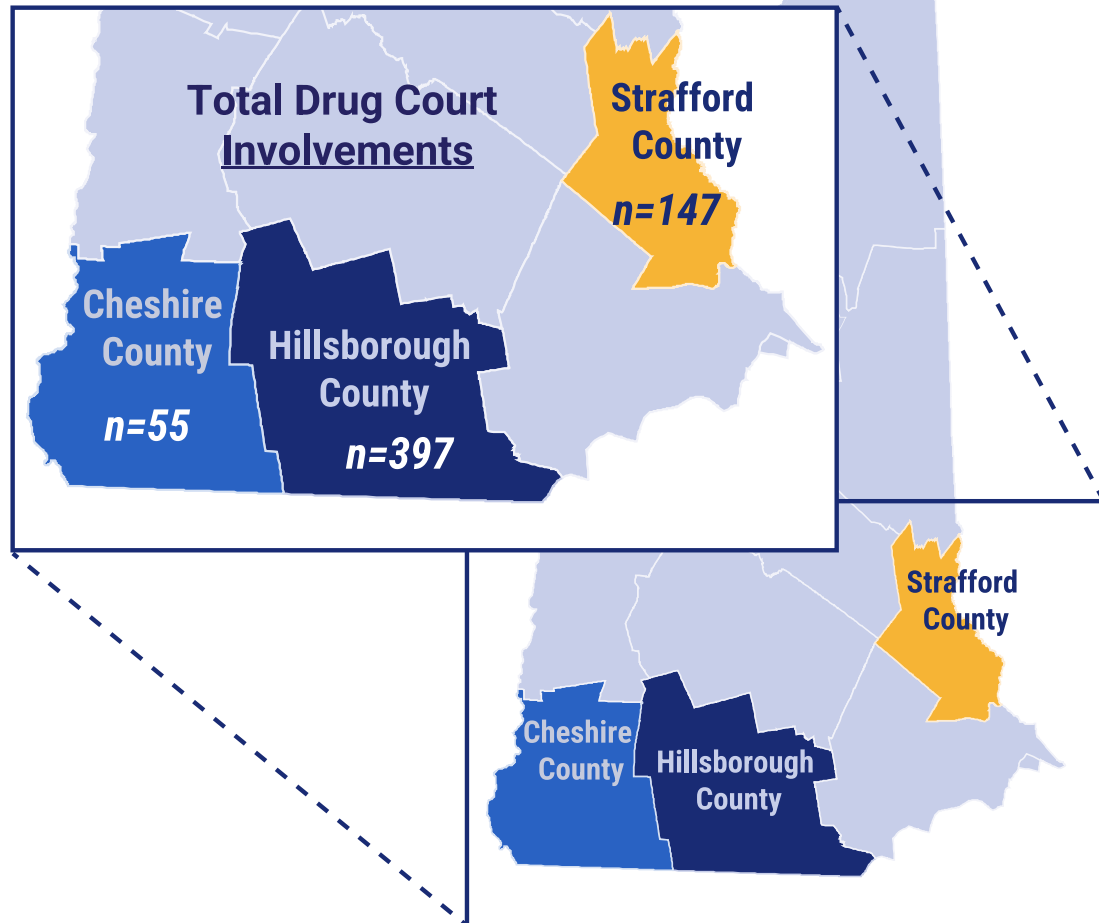 Total Drug Court
Involvements
Strafford
County
n=147
Cheshire
County
n=55
Hillsborough
County
n=397
Strafford
County
Cheshire
County
Hillsborough
County